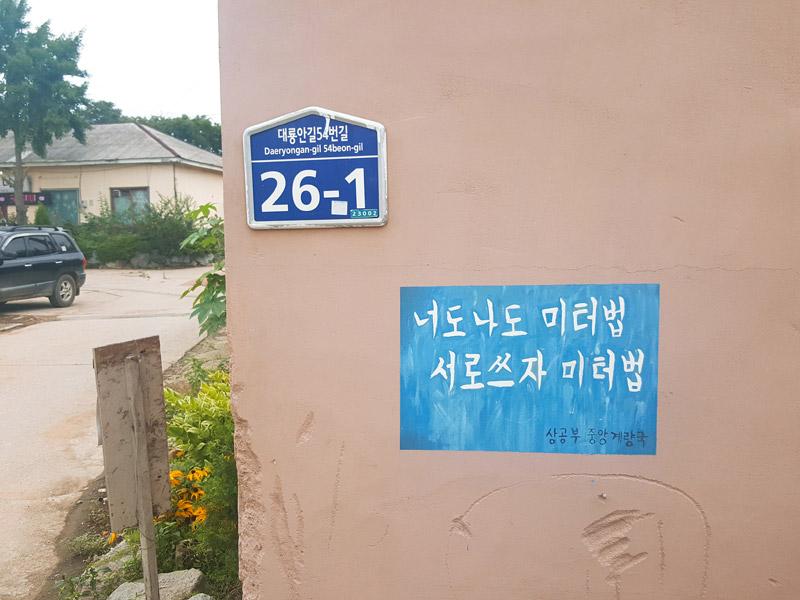 대룡안길54번길
Daeryongan-gil 54beon-gil
26-1
23002
너도나도 미터법
서로쓰자 미터법
상공부 중앙계량국